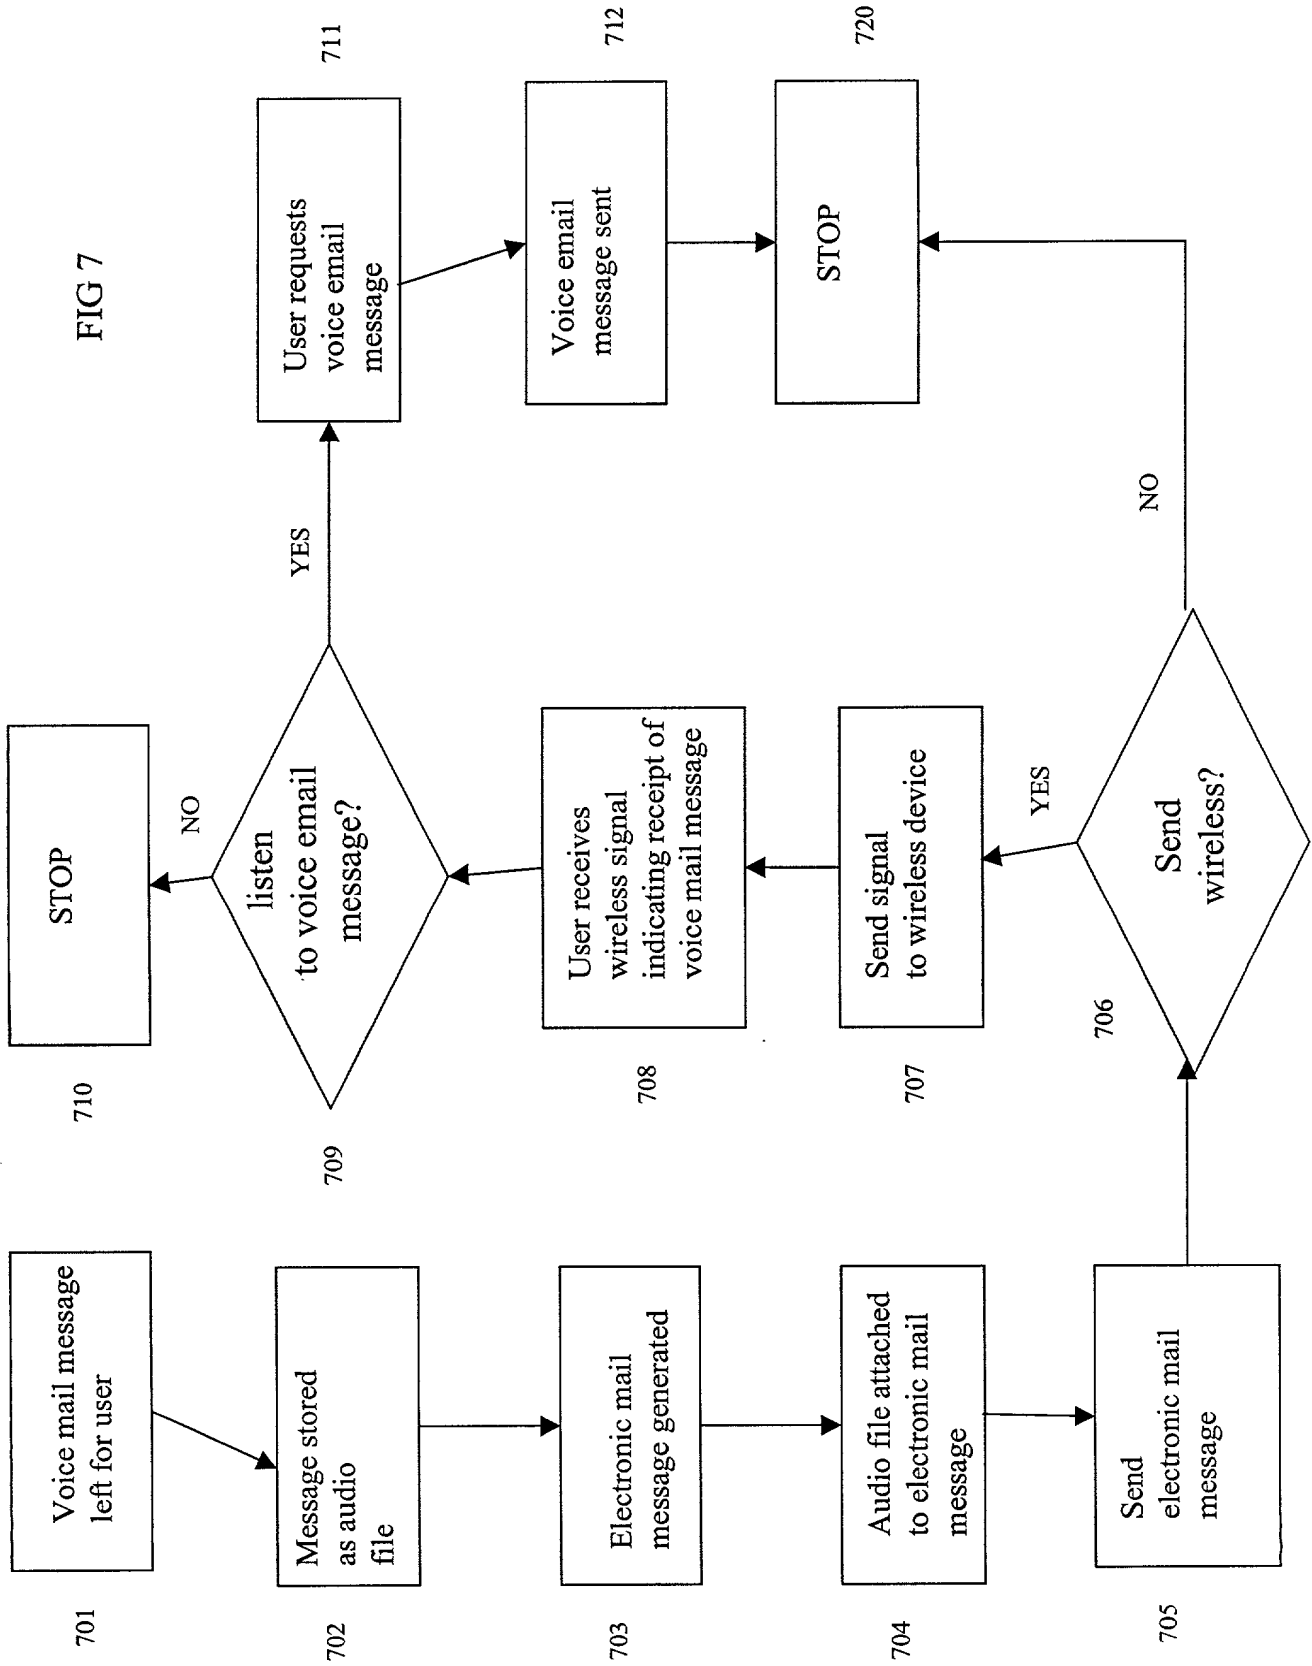 FIG 7
701
Voice mail message
left for user
702
Message stored
as audio
file
703
Electronic mail
message generated
704
Audio file attached
to electronic mail
message
705
Send
electronic mail
message
706
Send
wireless?
YES
NO
707
Send signal
to wireless device
708
User receives
wireless signal
indicating receipt of
voice mail message
709
listen
to voice email
message?
NO
YES
710
STOP
711
User requests
voice email
message
712
Voice email
message sent
720
STOP